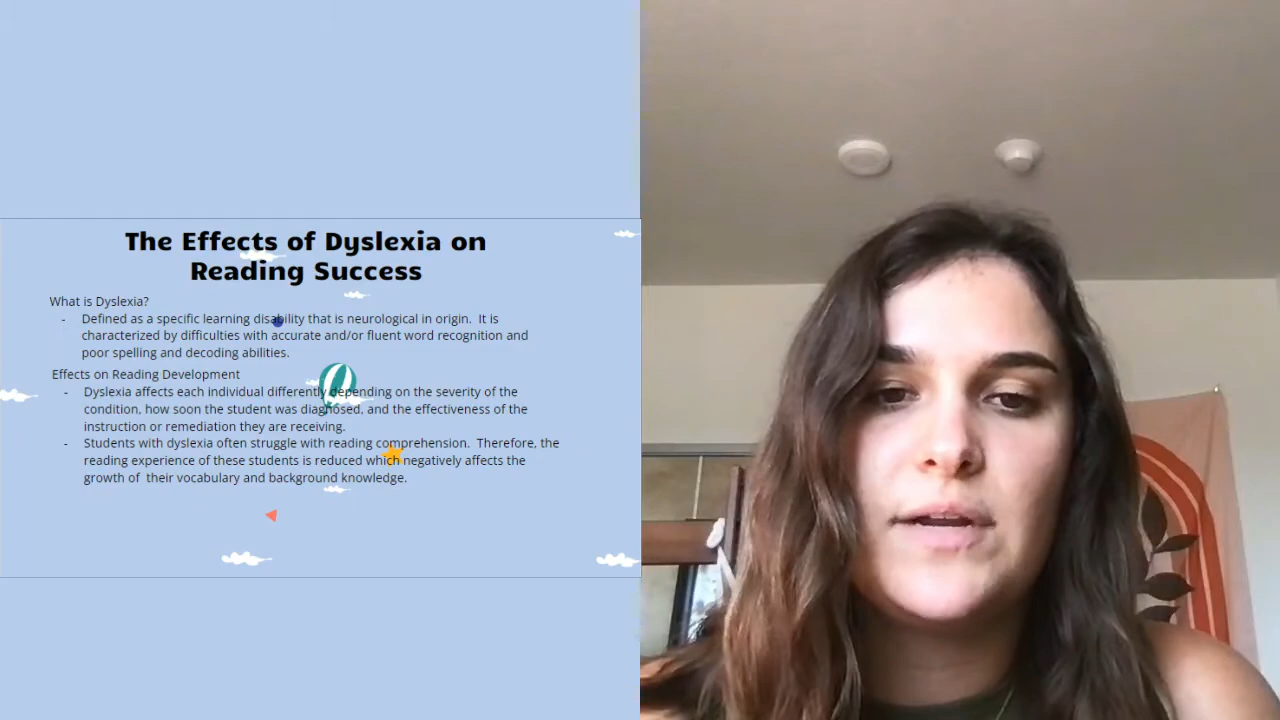 The Effects of Dyslexia on
Reading Success
What is Dyslexia?
- Defined as a specific learning disability that is neurological in origin. It is
characterized by difficulties with accurate and/or fluent word recognition and
poor spelling and decoding abilities.
Effects on Reading Development
- Dyslexia affects each individual differently depending on the severity of the
condition, how soon the student was diagnosed, and the effectiveness of the
instruction or remediation they are receiving.
- Students with dyslexia often struggle with reading comprehension. Therefore, the
reading experience of these students is reduced which negatively affects the
growth of their vocabulary and background knowledge.